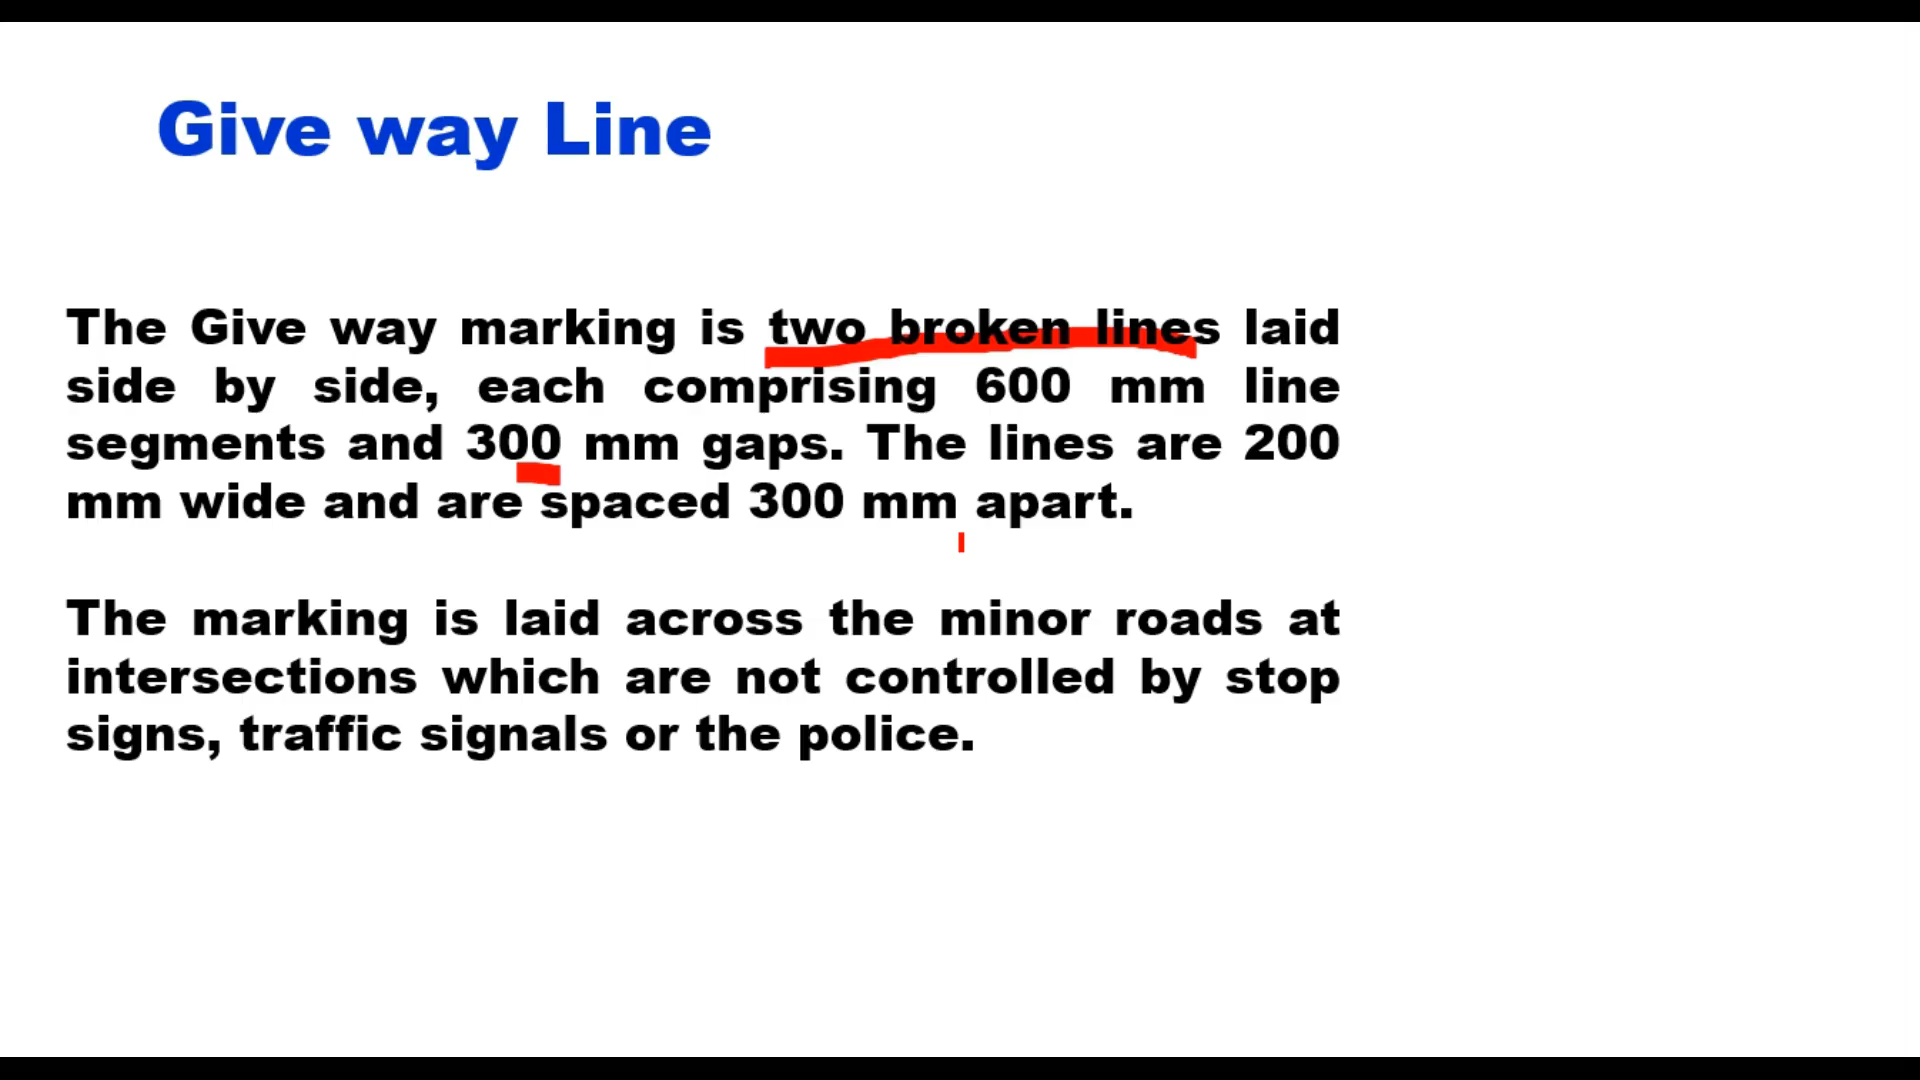 Give way Line
The Give way marking is two broken lines laid
side by side, each comprising 600 mm line
segments and 300 mm gaps. The lines are 200
mm wide and are spaced 300 mm apart.
The marking is laid across the minor roads at
intersections which are not controlled by stop
signs, traffic signals or the police.